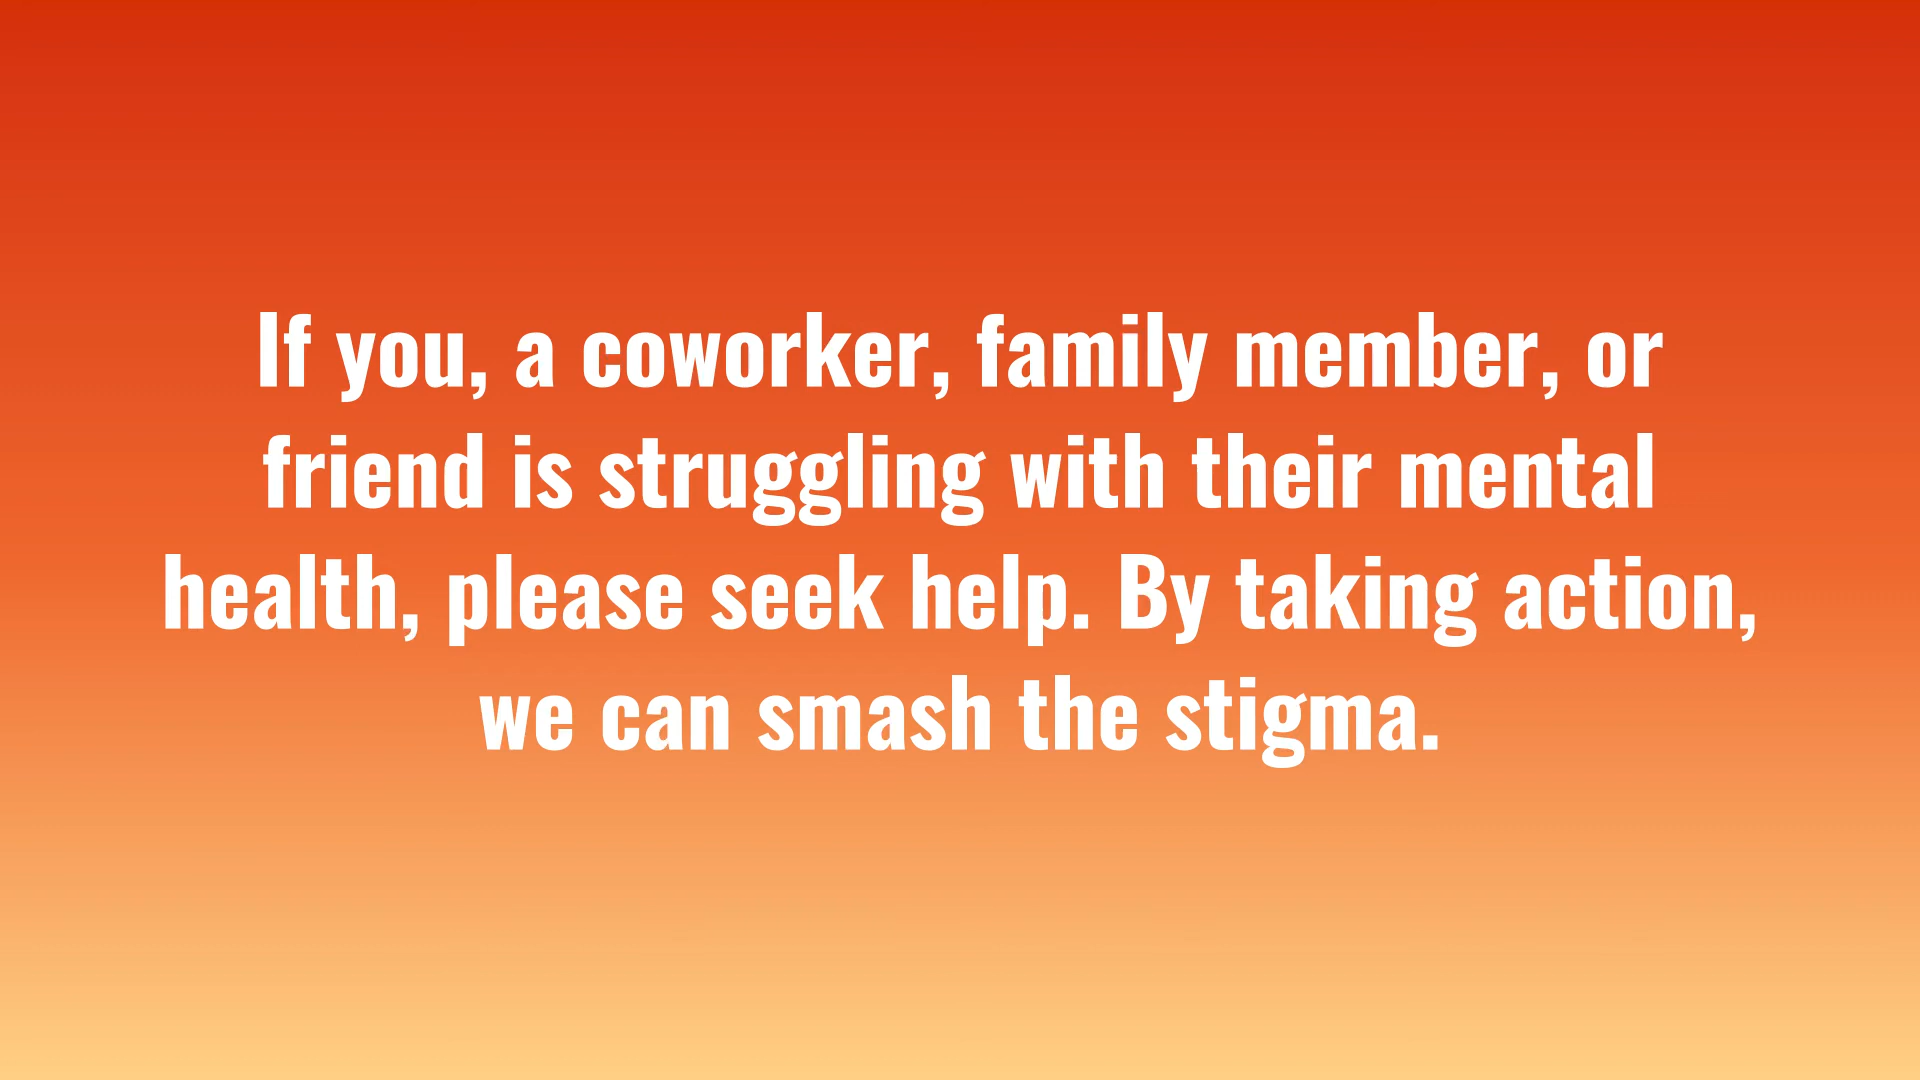 If you, a coworker, family member, or
friend is struggling with their mental
health, please seek help. By taking action,
we can smash the stigma.